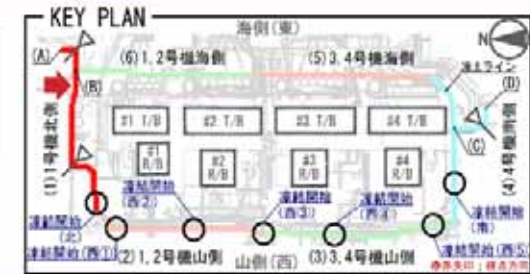 KEY PLAN
海側(東)
N
(A)
(6)1,2号機海側
(5)3,4号機海側
凍土ライン
(B)
(D)
#1 T/B
#2 T/B
#3 T/B
#4 T/B
(1)1号機北側
(C)
(4)4号機南側
#1
R/B
#2
R/B
#3
R/B
#4
R/B
凍結開始
(西②)
凍結開始
(北)
凍結開始
(西③)
凍結開始
(西④)
凍結開始
(南)
凍結開始(西①)
(2)1,2号機山側
山側(西)
(3)3,4号機山側
凍結開始(西⑤)